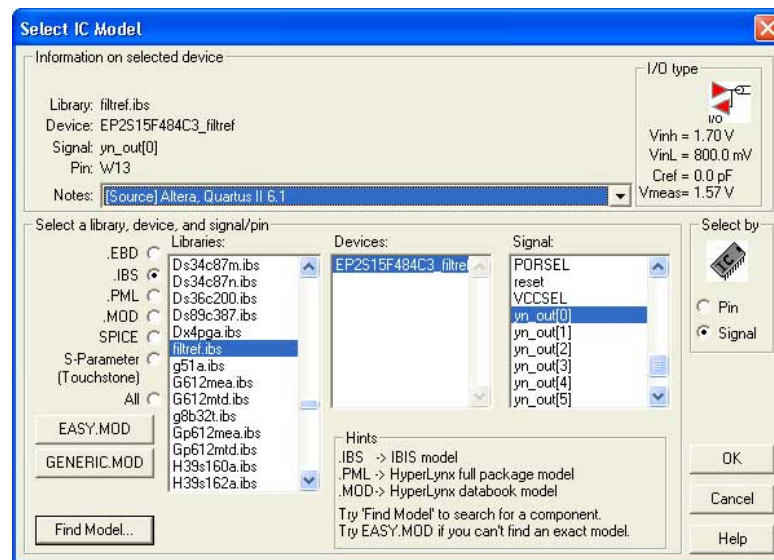 Select IC Model
Information on selected device
Library: filtref.ibs
Device: EP2S15F484C3_filtref
Signal: yn_out[0]
Pin: W13
Notes: [Source] Altera, Quartus II 6.1
I/O type
I/O
Vinh = 1.70 V
VinL = 800.0 mV
Cref = 0.0 pF
Vmeas= 1.57 V
Select a library, device, and signal/pin
.EBD
.IBS
.PML
.MOD
SPICE
S-Parameter
(Touchstone)
All
EASY.MOD
GENERIC.MOD
Find Model...
Libraries:
Ds34c87m.ibs
Ds34c87n.ibs
Ds36c200.ibs
Ds89c387.ibs
Dx4pga.ibs
filtref.ibs
g51a.ibs
G612mea.ibs
G612mtd.ibs
g8b32t.ibs
Gp612mea.ibs
Gp612mtd.ibs
H39s160a.ibs
H39s162a.ibs
Devices:
EP2S15F484C3_filtref
Signal:
PORSEL
reset
VCCSEL
yn_out[0]
yn_out[1]
yn_out[2]
yn_out[3]
yn_out[4]
yn_out[5]
Hints
.IBS -> IBIS model
.PML -> HyperLynx full package model
.MOD-> HyperLynx databook model
Try 'Find Model' to search for a component.
Try EASY.MOD if you can't find an exact model.
Select by
IC
Pin
Signal
OK
Cancel
Help